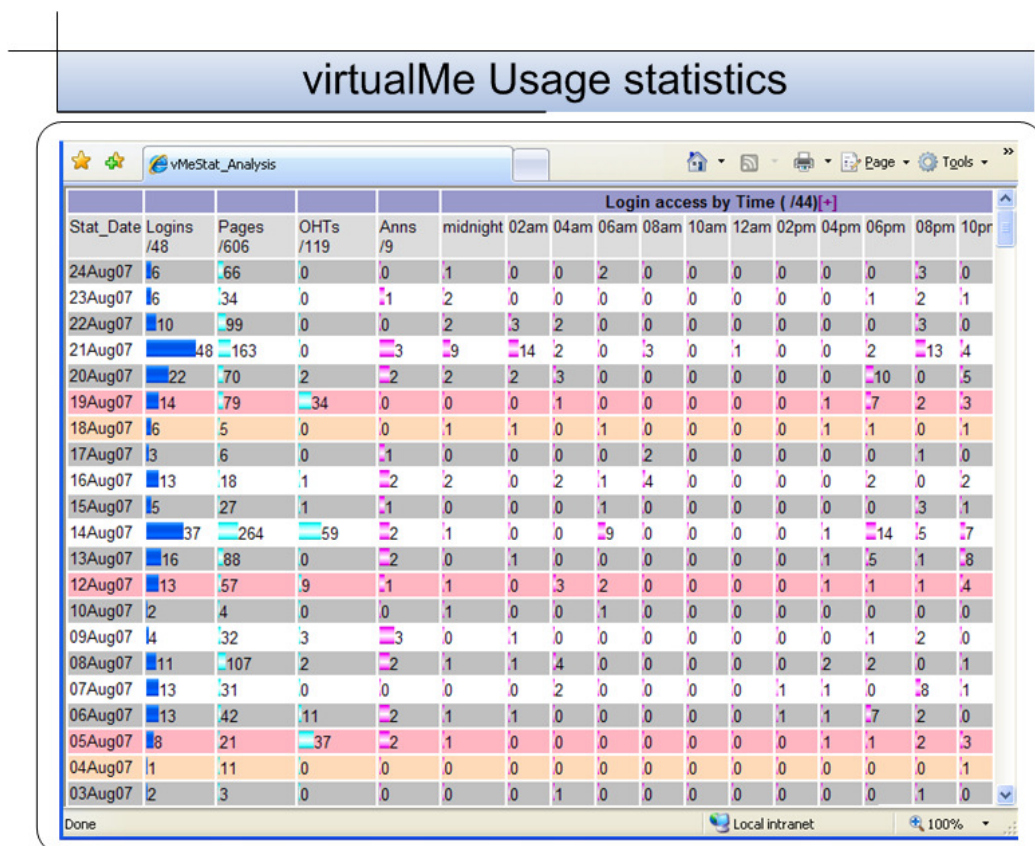 virtualMe Usage statistics
vMeStat_Analysis Page Tools »
Login access by Time ( /44)[+]
Stat_Date Logins /48 Pages /606 OHTs /119 Anns /9 midnight 02am 04am 06am 08am 10am 12am 02pm 04pm 06pm 08pm 10pm
24Aug07 6 66 0 0 1 0 0 2 0 0 0 0 0 0 3 0
23Aug07 6 34 0 1 2 0 0 0 0 0 0 0 0 1 2 1
22Aug07 10 99 0 0 2 3 2 0 0 0 0 0 0 0 3 0
21Aug07 48 163 0 3 9 14 2 0 3 0 1 0 0 2 13 4
20Aug07 22 70 2 2 2 2 3 0 0 0 0 0 0 10 0 5
19Aug07 14 79 34 0 0 0 1 0 0 0 0 0 1 7 2 3
18Aug07 6 5 0 0 1 1 0 1 0 0 0 0 1 1 0 1
17Aug07 3 6 0 1 0 0 0 0 2 0 0 0 0 0 1 0
16Aug07 13 18 1 2 2 0 2 1 4 0 0 0 0 2 0 2
15Aug07 5 27 1 1 0 0 0 1 0 0 0 0 0 0 3 1
14Aug07 37 264 59 2 1 0 0 9 0 0 0 0 1 14 5 7
13Aug07 16 88 0 2 0 1 0 0 0 0 0 0 1 5 1 8
12Aug07 13 57 9 1 1 0 3 2 0 0 0 0 1 1 1 4
10Aug07 2 4 0 0 1 0 0 1 0 0 0 0 0 0 0 0
09Aug07 4 32 3 3 0 1 0 0 0 0 0 0 0 1 2 0
08Aug07 11 107 2 2 1 1 4 0 0 0 0 0 2 2 0 1
07Aug07 13 31 0 0 0 0 2 0 0 0 0 1 1 0 8 1
06Aug07 13 42 11 2 1 1 0 0 0 0 0 1 1 7 2 0
05Aug07 8 21 37 2 1 0 0 0 0 0 0 0 1 1 2 3
04Aug07 1 11 0 0 0 0 0 0 0 0 0 0 0 0 0 1
03Aug07 2 3 0 0 0 0 1 0 0 0 0 0 0 0 1 0
Done Local intranet 100%